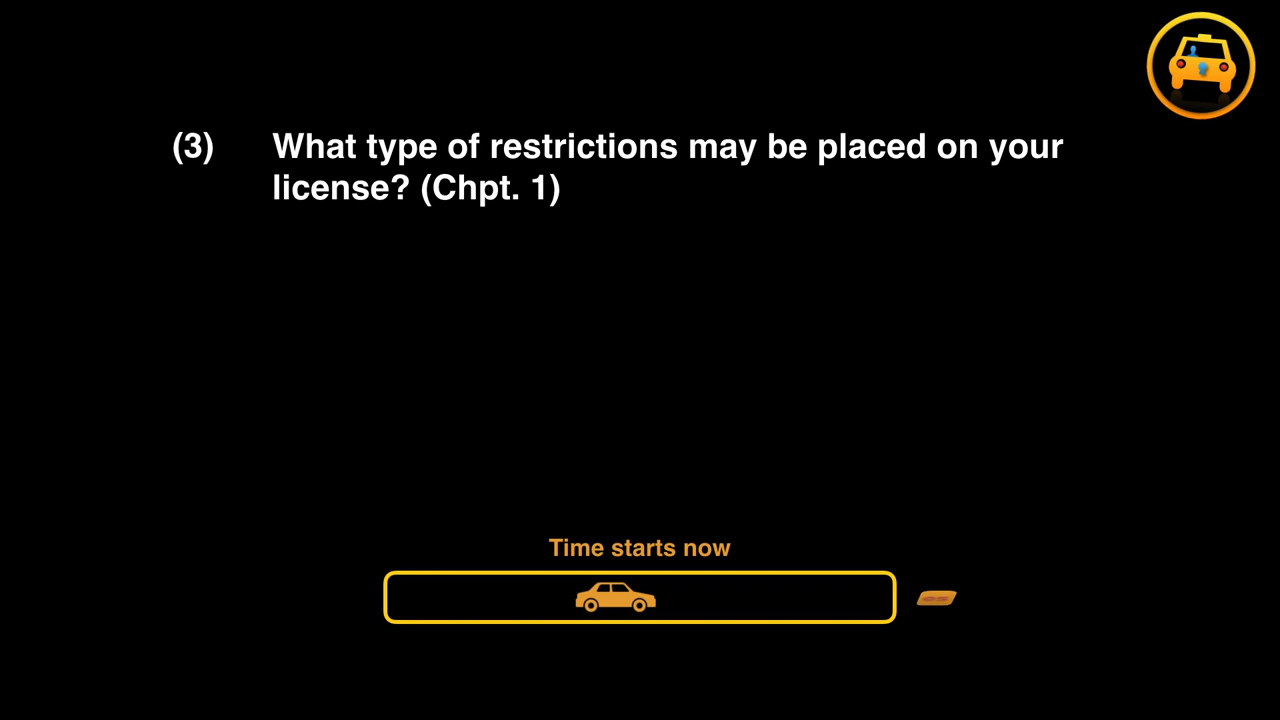 (3) What type of restrictions may be placed on your
license? (Chpt. 1)
Time starts now